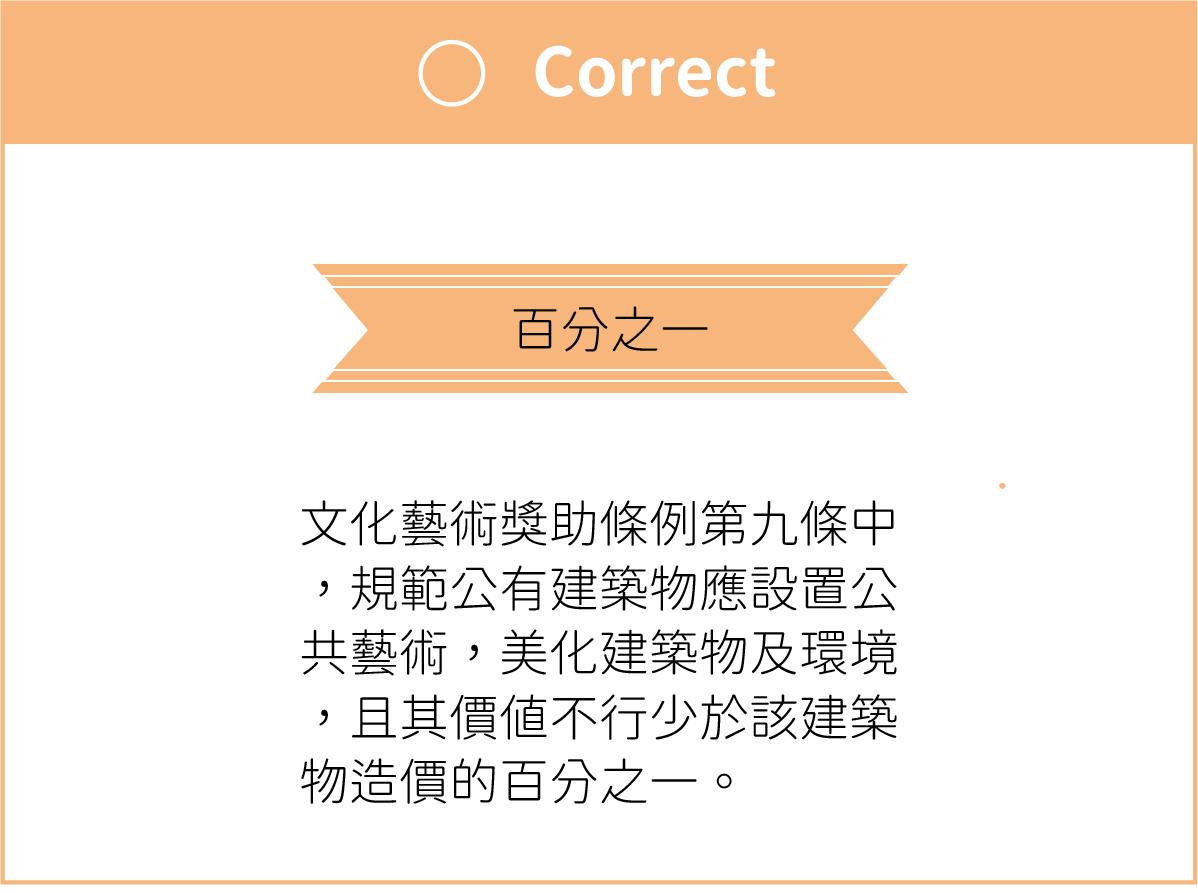 Correct
百分之一
文化藝術獎助條例第九條中
，規範公有建築物應設置公
共藝術，美化建築物及環境
，且其價值不行少於該建築
物造價的百分之一。